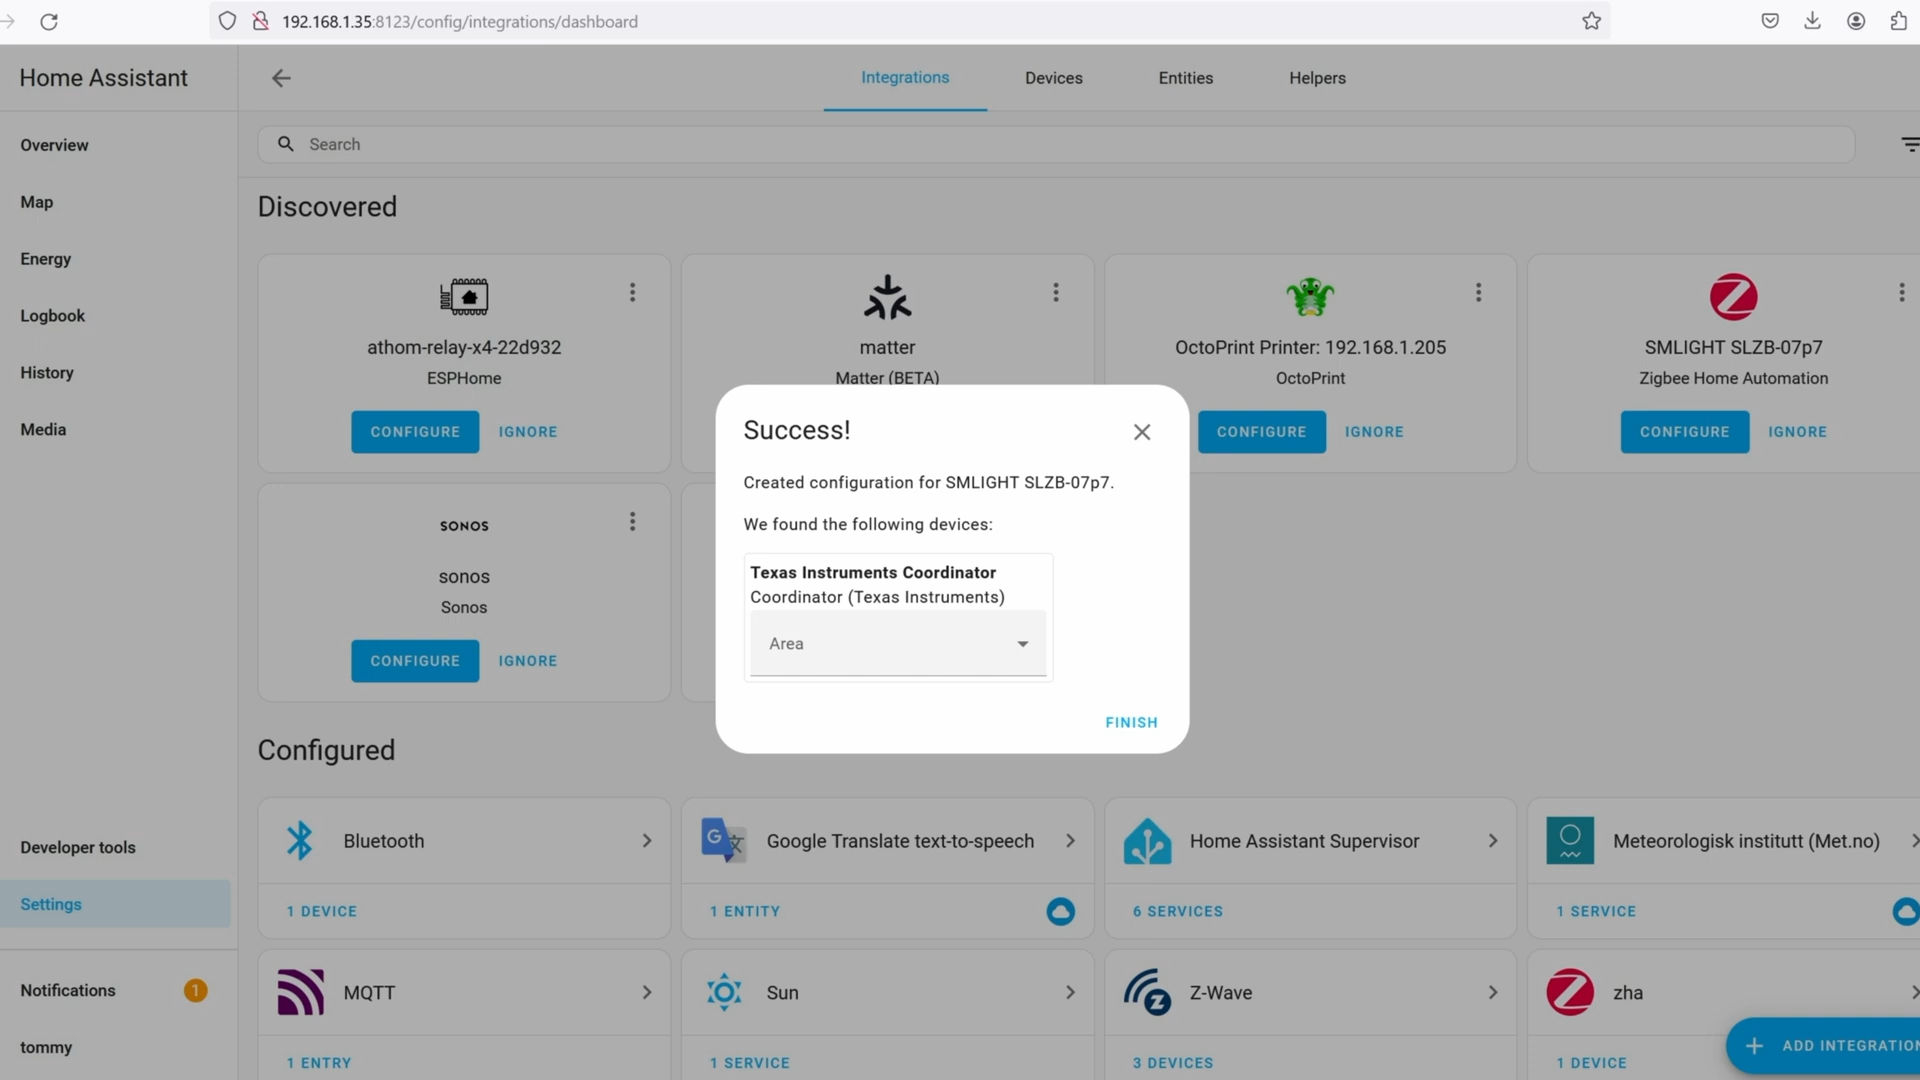 192.168.1.35:8123/config/integrations/dashboard
Home Assistant
Integrations
Devices
Entities
Helpers
Overview
Map
Energy
Logbook
History
Media
Developer tools
Settings
Notifications
1
tommy
Search
Discovered
athom-relay-x4-22d932
ESPHome
CONFIGURE
IGNORE
matter
Matter (BETA)
OctoPrint Printer: 192.168.1.205
OctoPrint
CONFIGURE
IGNORE
SMLIGHT SLZB-07p7
Zigbee Home Automation
CONFIGURE
IGNORE
SONOS
sonos
Sonos
CONFIGURE
IGNORE
Success!
Created configuration for SMLIGHT SLZB-07p7.
We found the following devices:
Texas Instruments Coordinator
Coordinator (Texas Instruments)
Area
FINISH
Configured
Bluetooth
1 DEVICE
G 文
Google Translate text-to-speech
1 ENTITY
Home Assistant Supervisor
6 SERVICES
Meteorologisk institutt (Met.no)
1 SERVICE
MQTT
1 ENTRY
Sun
1 SERVICE
Z-Wave
3 DEVICES
zha
1 DEVICE
ADD INTEGRATION